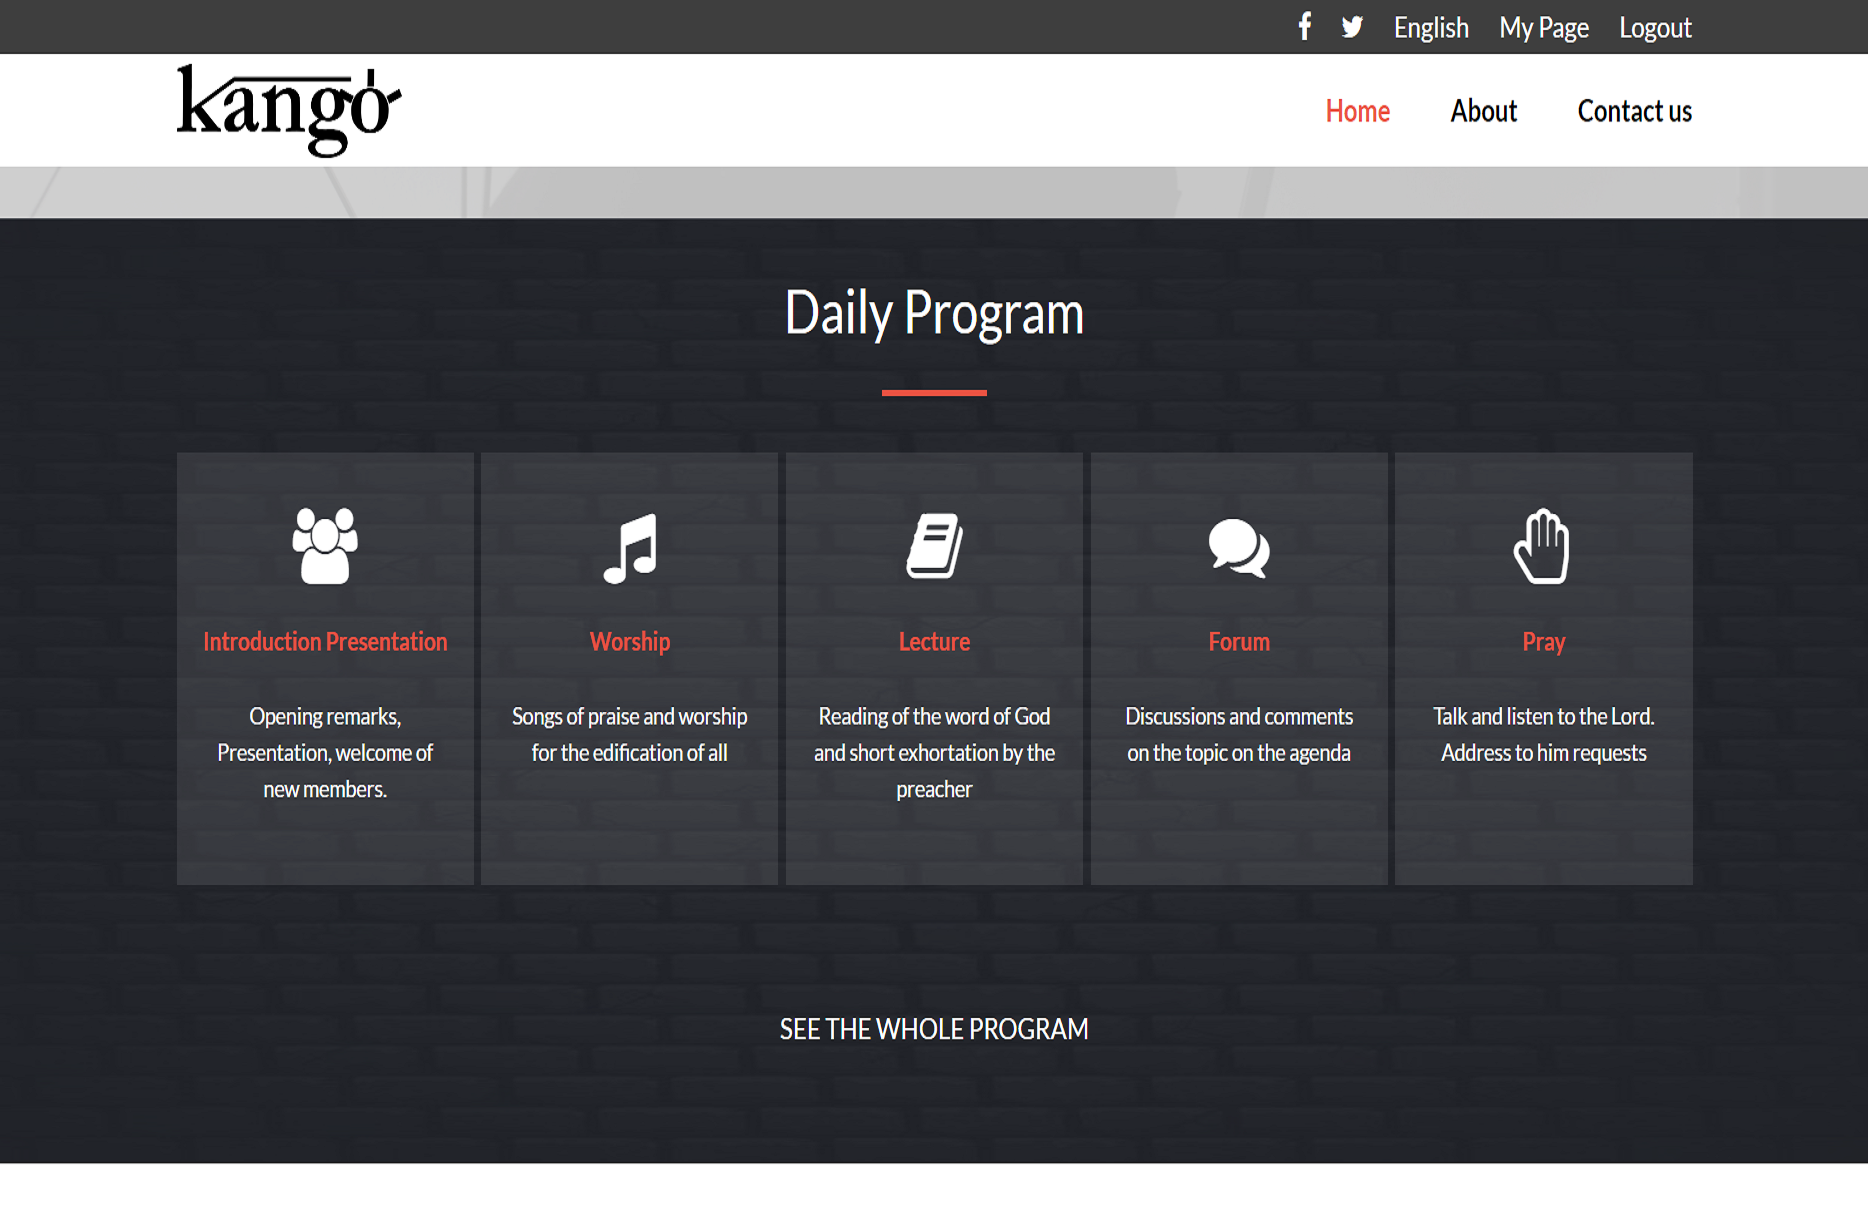 English My Page Logout
kango
Home About Contact us
Daily Program
Introduction Presentation
Opening remarks,
Presentation, welcome of
new members.
Worship
Songs of praise and worship
for the edification of all
Lecture
Reading of the word of God
and short exhortation by the
preacher
Forum
Discussions and comments
on the topic on the agenda
Pray
Talk and listen to the Lord.
Address to him requests
SEE THE WHOLE PROGRAM